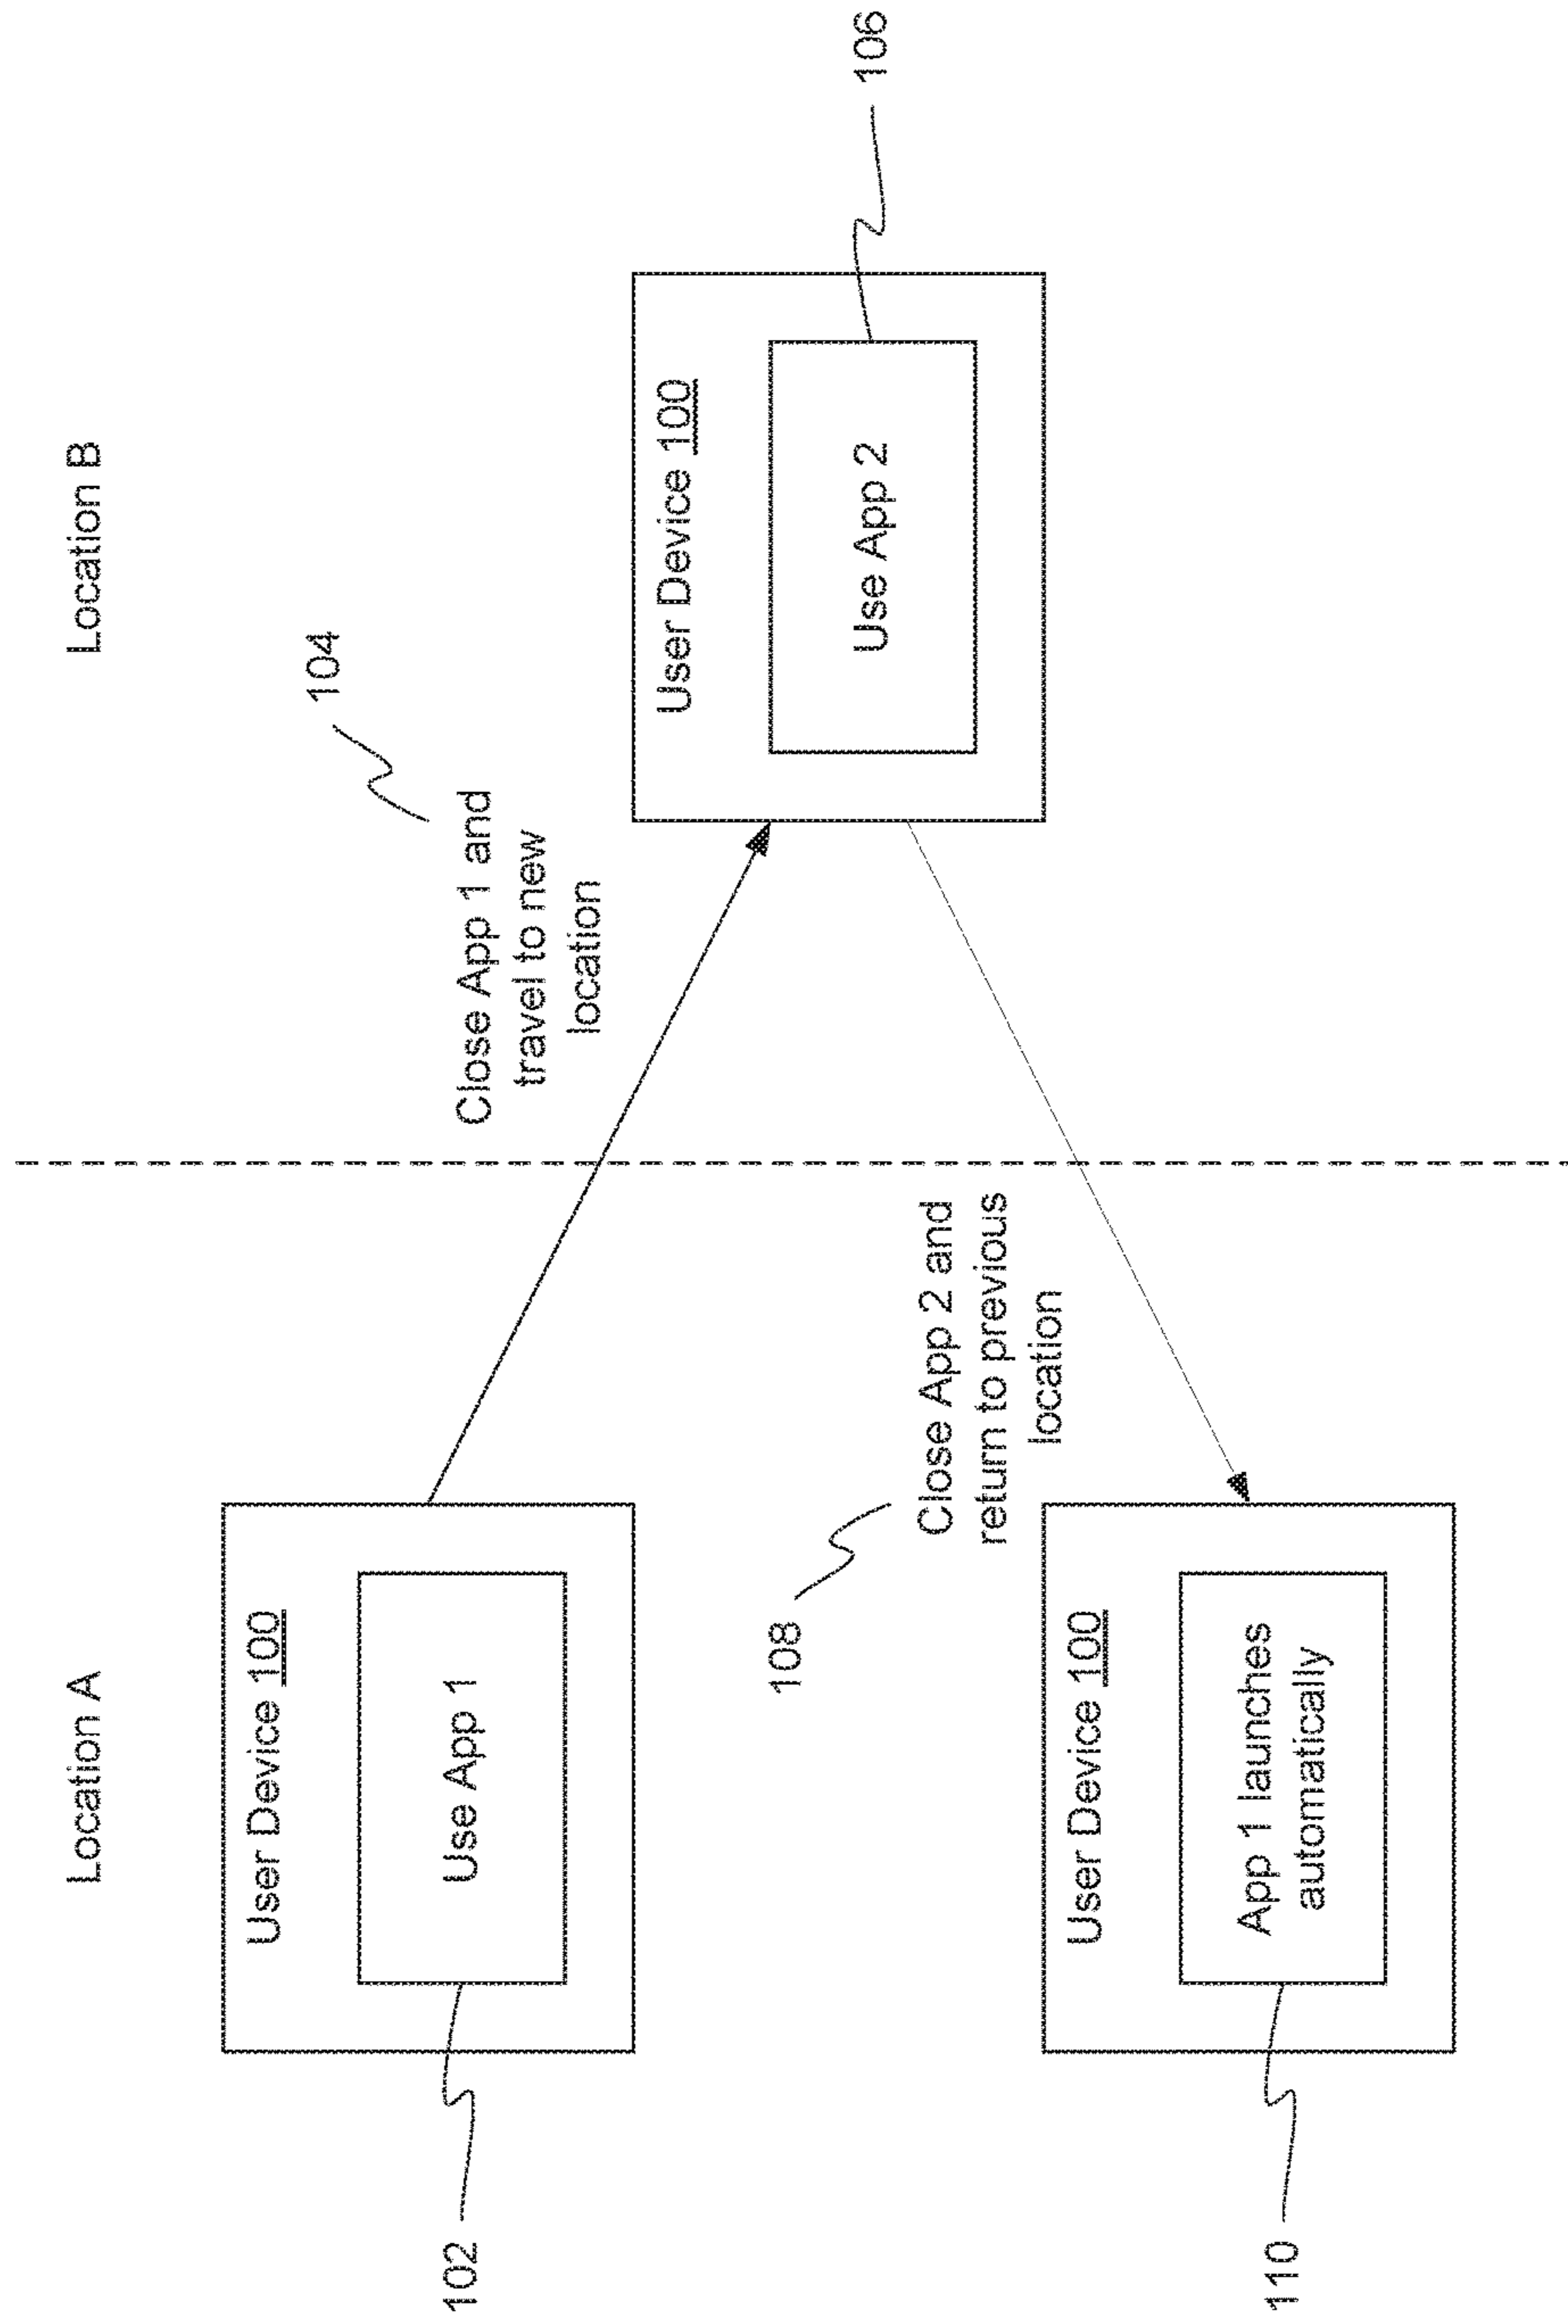 Location A
Location B
User Device 100
Use App 1
102
104
Close App 1 and
travel to new
location
User Device 100
Use App 2
106
108
Close App 2 and
return to previous
location
User Device 100
App 1 launches
automatically
110